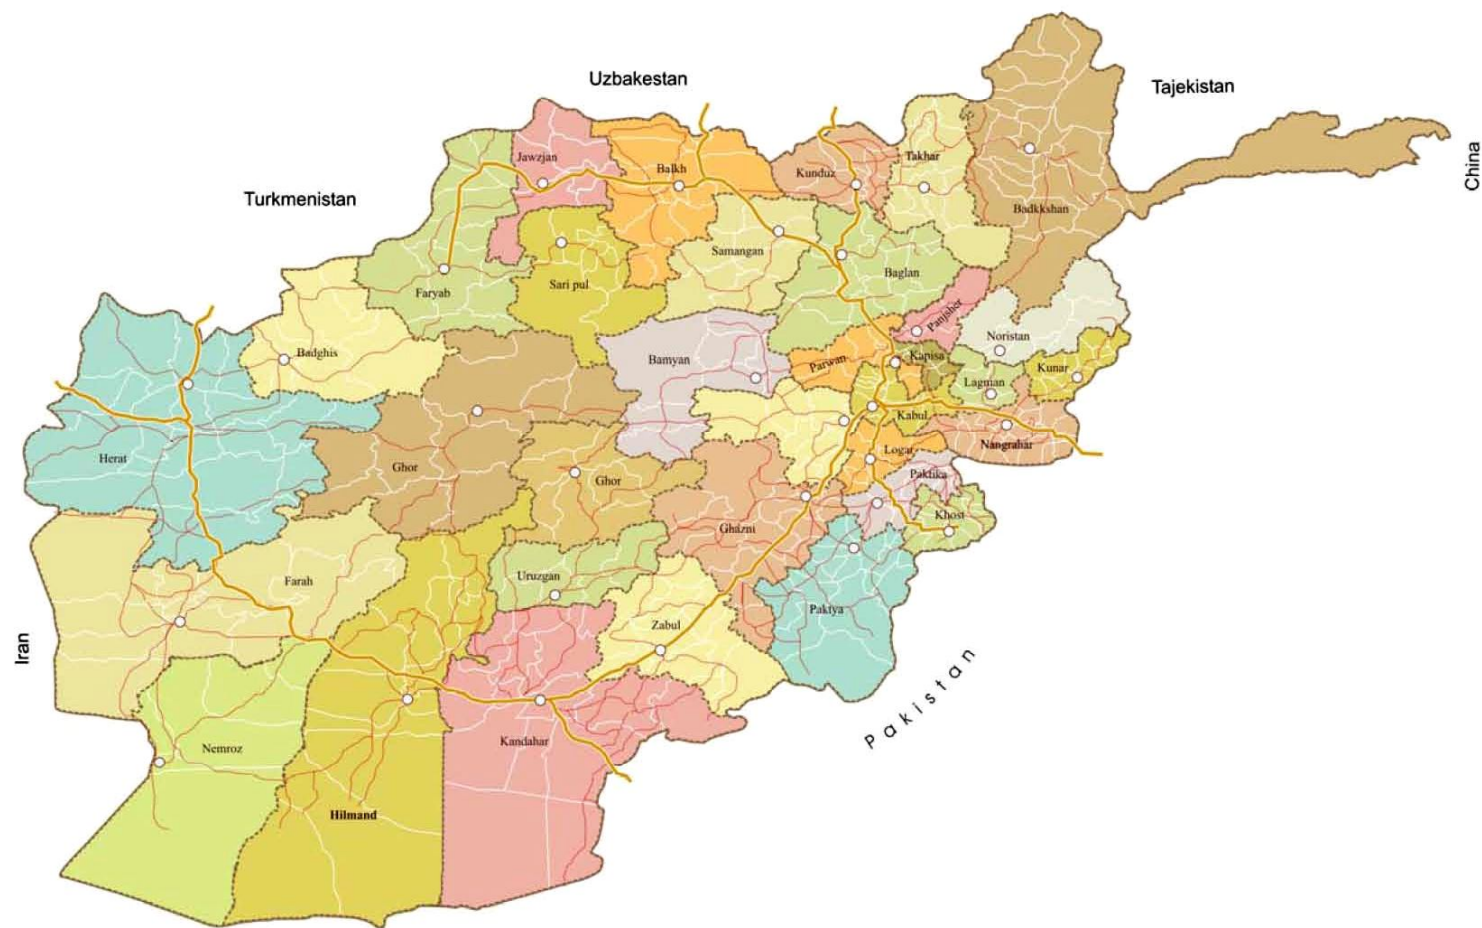 Uzbakestan
Tajekistan
China
Turkmenistan
Jawzjan
Balkh
Kunduz
Takhar
Badkkshan
Faryab
Sari pul
Samangan
Baglan
Panjsher
Noristan
Badghis
Bamyan
Parwan
Kapisa
Lagman
Kunar
Kabul
Herat
Ghor
Ghor
Logar
Nangrahar
Paktika
Khost
Ghazni
Farah
Uruzgan
Zabul
Paktya
Iran
Pakistan
Nemroz
Kandahar
Hilmand